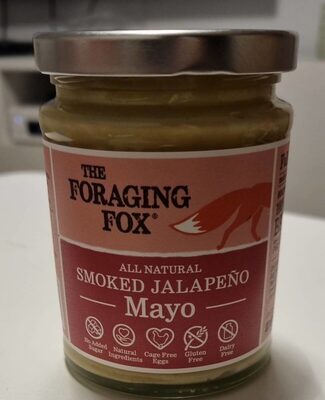 THE
FORAGING
FOX®
ALL NATURAL
SMOKED JALAPEÑO
Mayo
No Added Sugar
Natural Ingredients
Cage Free Eggs
Gluten Free
Dairy Free